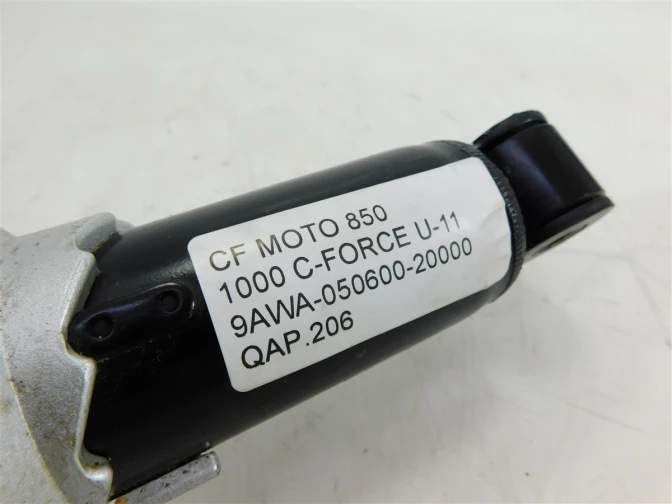 CF MOTO 850
1000 C-FORCE U-11
9AWA-050600-20000
QAP.206